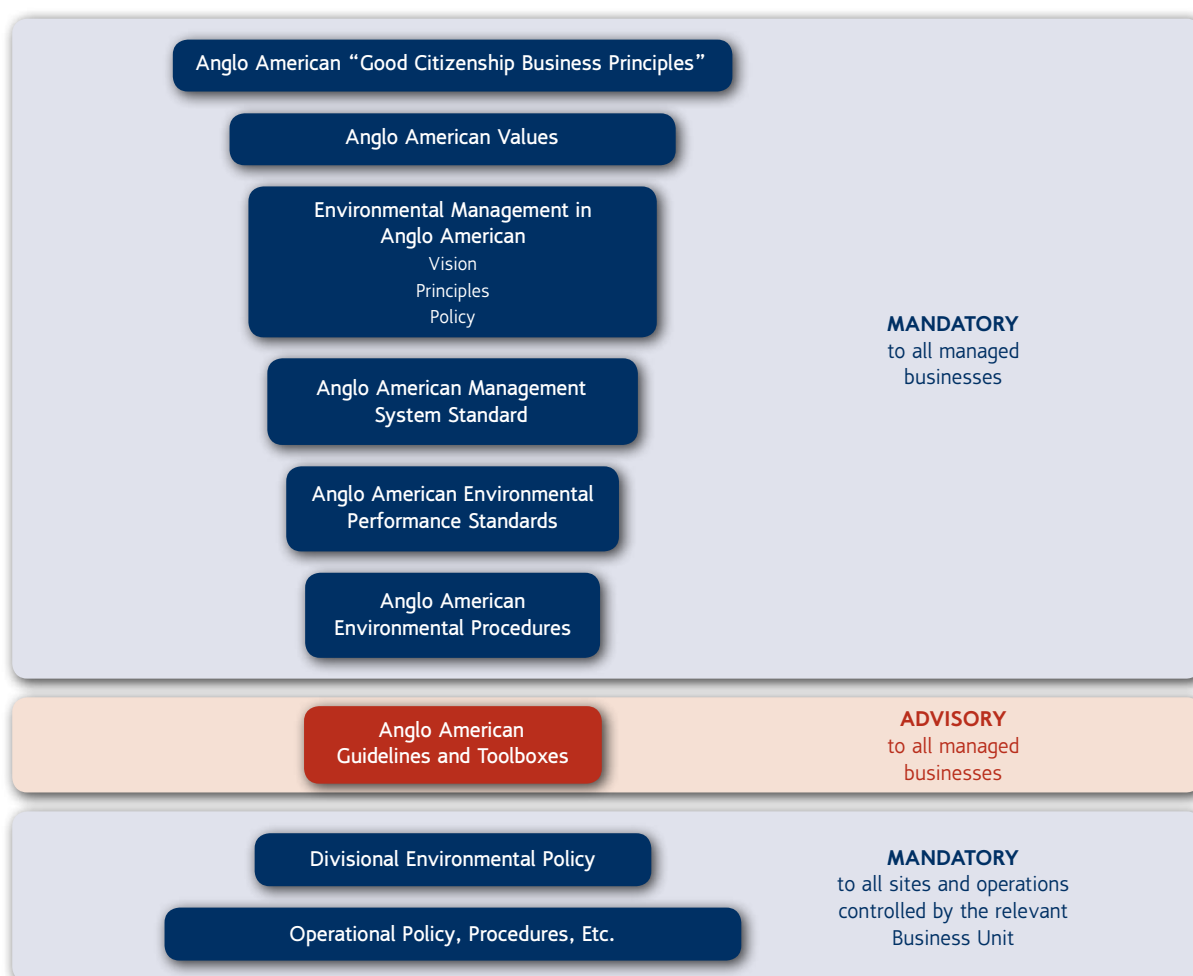 Anglo American “Good Citizenship Business Principles”
Anglo American Values
Environmental Management in
Anglo American
Vision
Principles
Policy
Anglo American Management
System Standard
Anglo American Environmental
Performance Standards
Anglo American
Environmental Procedures
MANDATORY
to all managed
businesses
Anglo American
Guidelines and Toolboxes
ADVISORY
to all managed
businesses
Divisional Environmental Policy
Operational Policy, Procedures, Etc.
MANDATORY
to all sites and operations
controlled by the relevant
Business Unit